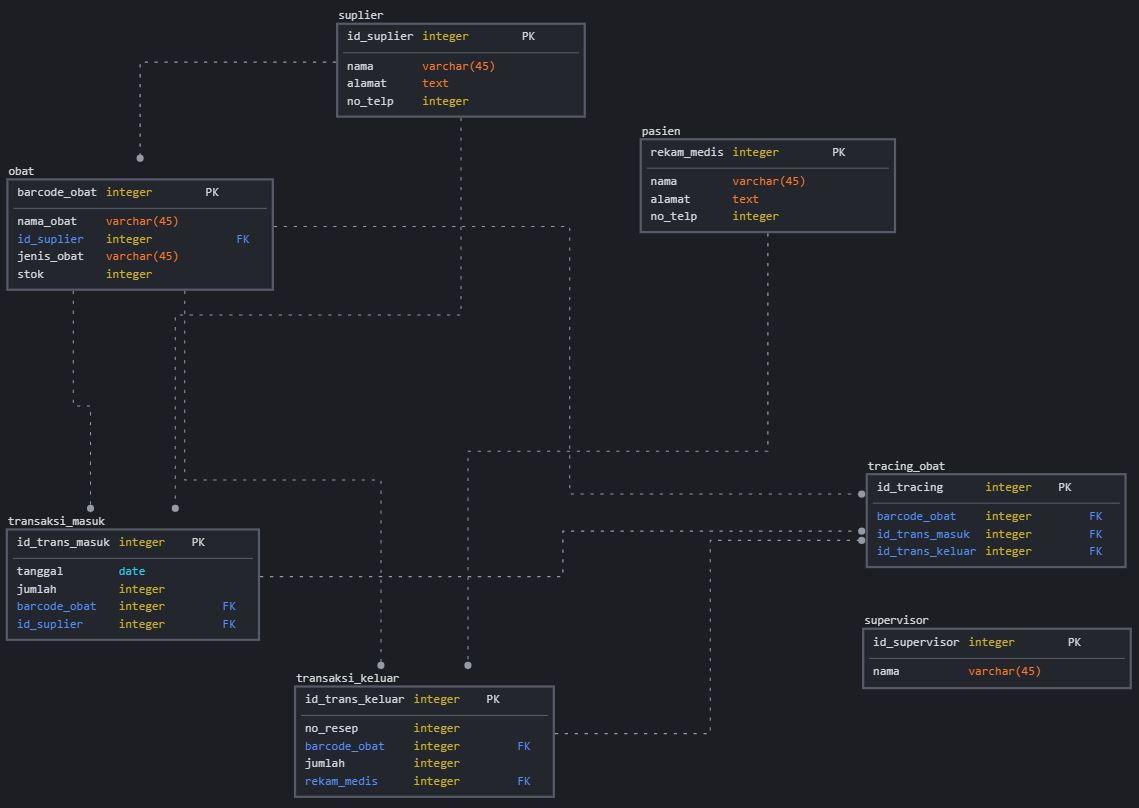 suplier
id_suplier integer PK
nama varchar(45)
alamat text
no_telp integer
pasien
rekam_medis integer PK
nama varchar(45)
alamat text
no_telp integer
obat
barcode_obat integer PK
nama_obat varchar(45)
id_suplier integer FK
jenis_obat varchar(45)
stok integer
tracing_obat
id_tracing integer PK
barcode_obat integer FK
id_trans_masuk integer FK
id_trans_keluar integer FK
transaksi_masuk
id_trans_masuk integer PK
tanggal date
jumlah integer
barcode_obat integer FK
id_suplier integer FK
supervisor
id_supervisor integer PK
nama varchar(45)
transaksi_keluar
id_trans_keluar integer PK
no_resep integer
barcode_obat integer FK
jumlah integer
rekam_medis integer FK